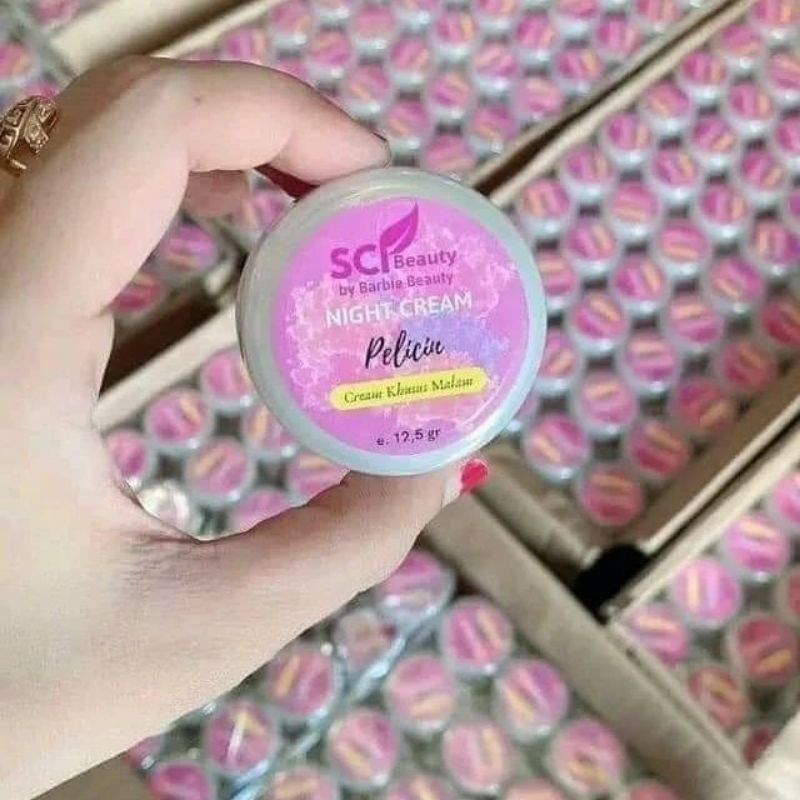 SCI Beauty
by Barbie Beauty
NIGHT CREAM
Pelicin
Cream Khusus Malam
e. 12,5 gr